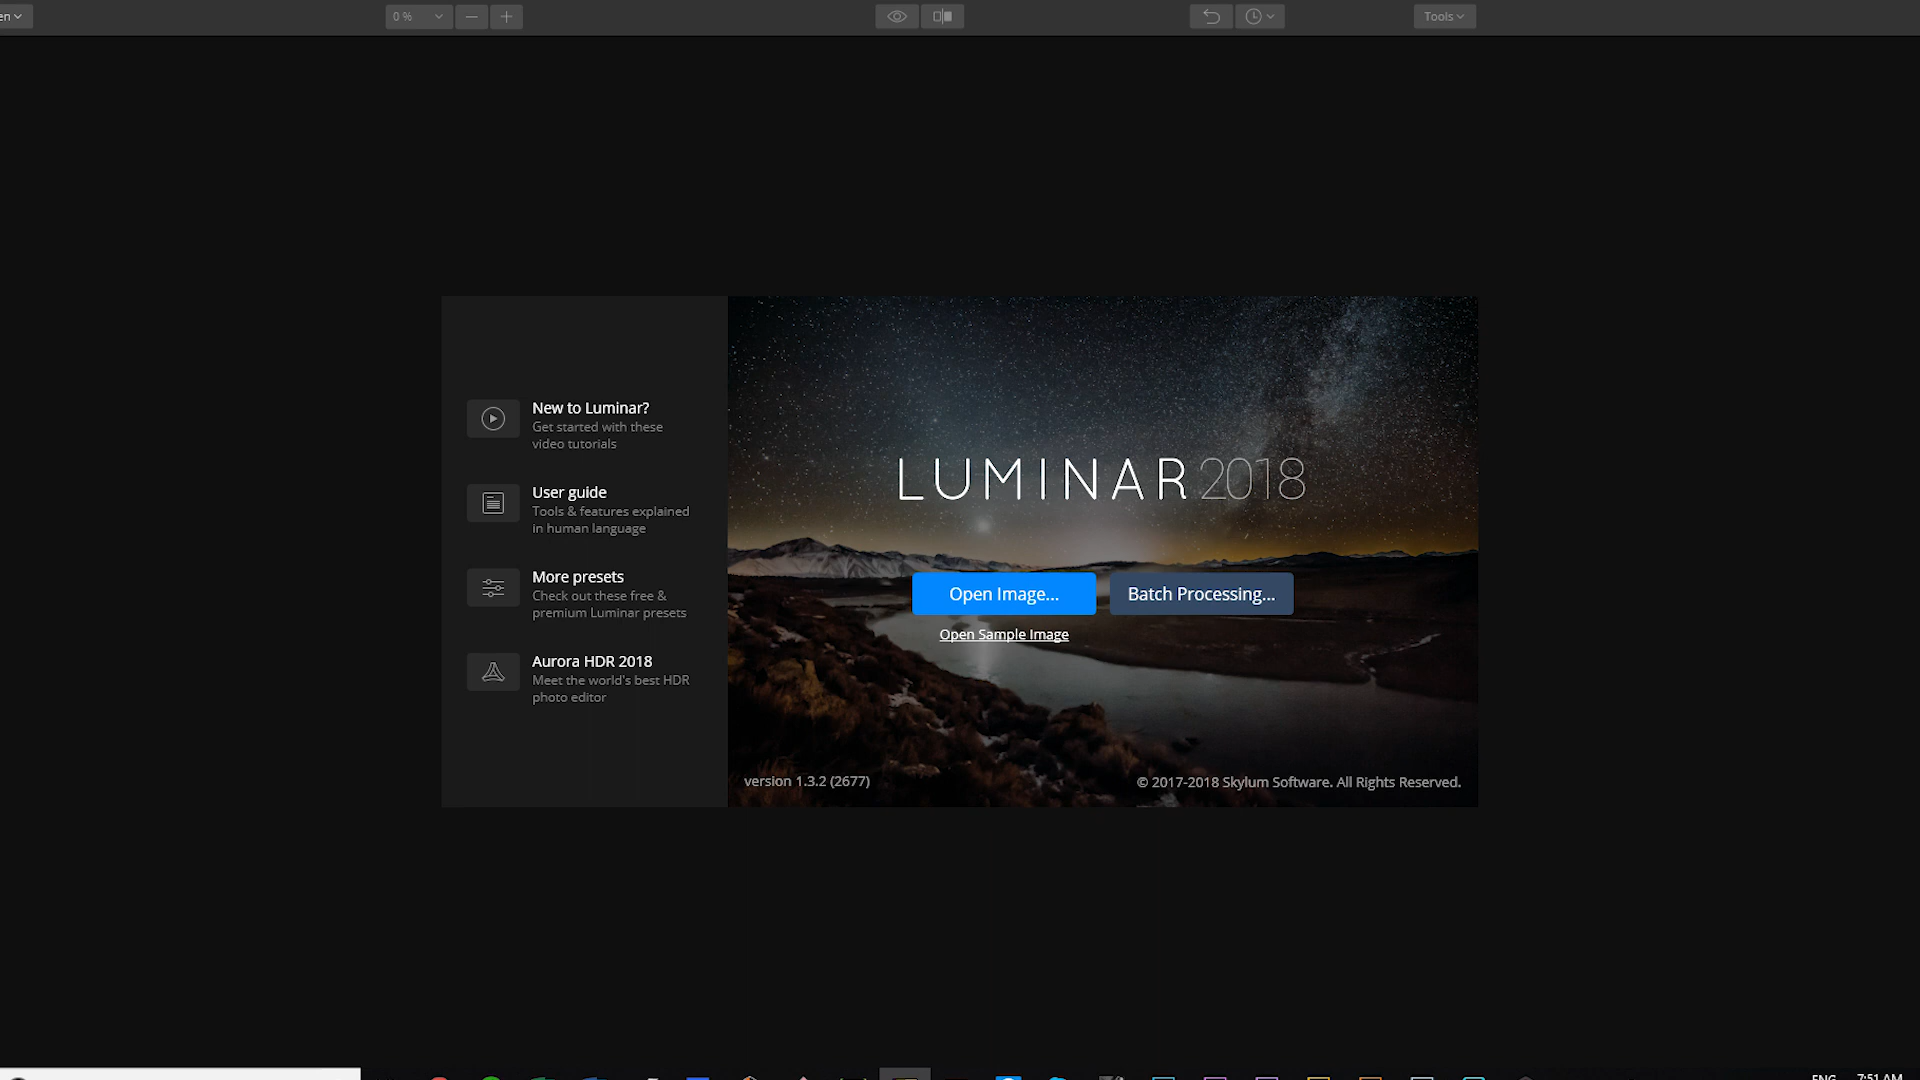 0 %
Tools
New to Luminar?
Get started with these
video tutorials
User guide
Tools & features explained
in human language
More presets
Check out these free &
premium Luminar presets
Aurora HDR 2018
Meet the world's best HDR
photo editor
LUMINAR 2018
Open Image...
Batch Processing...
Open Sample Image
version 1.3.2 (2677)
© 2017-2018 Skylum Software. All Rights Reserved.
ENG
7:51 AM